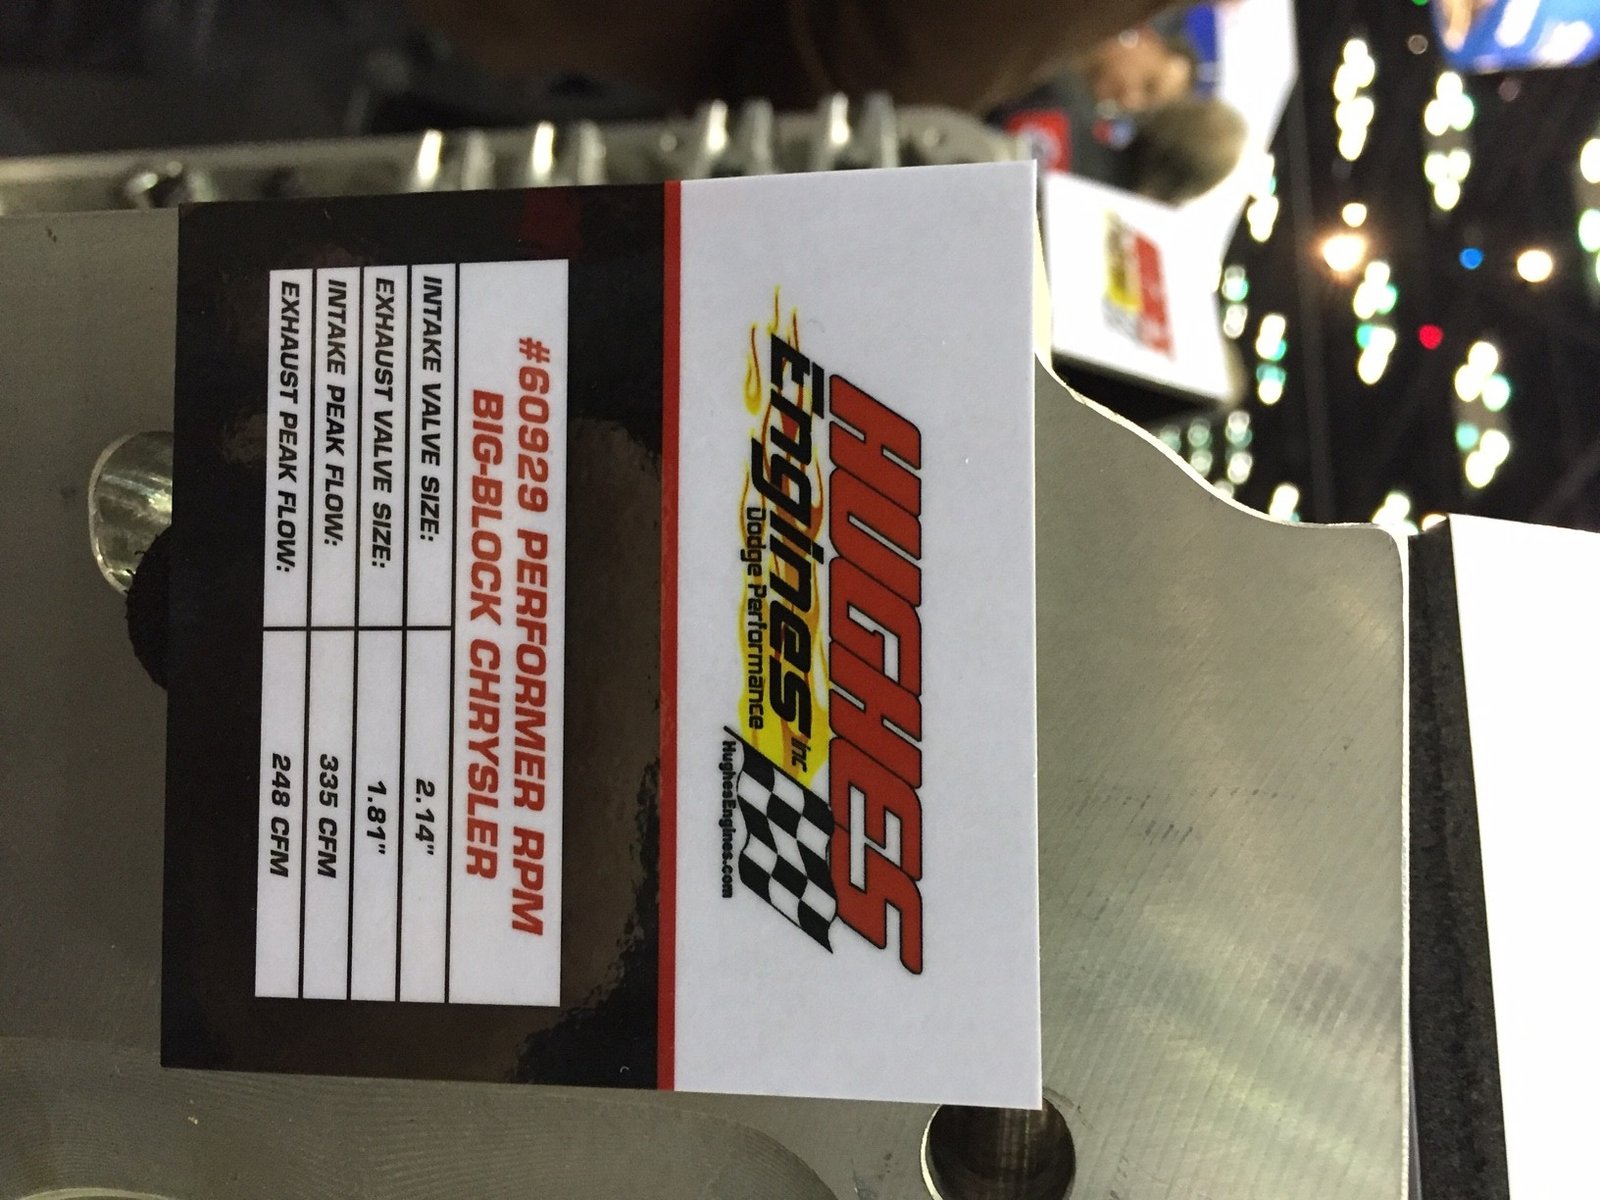 HUGHES
Engines inc
Dodge Performance
HughesEngines.com
#60929 PERFORMER RPM
BIG-BLOCK CHRYSLER
INTAKE VALVE SIZE: 2.14"
EXHAUST VALVE SIZE: 1.81"
INTAKE PEAK FLOW: 335 CFM
EXHAUST PEAK FLOW: 248 CFM